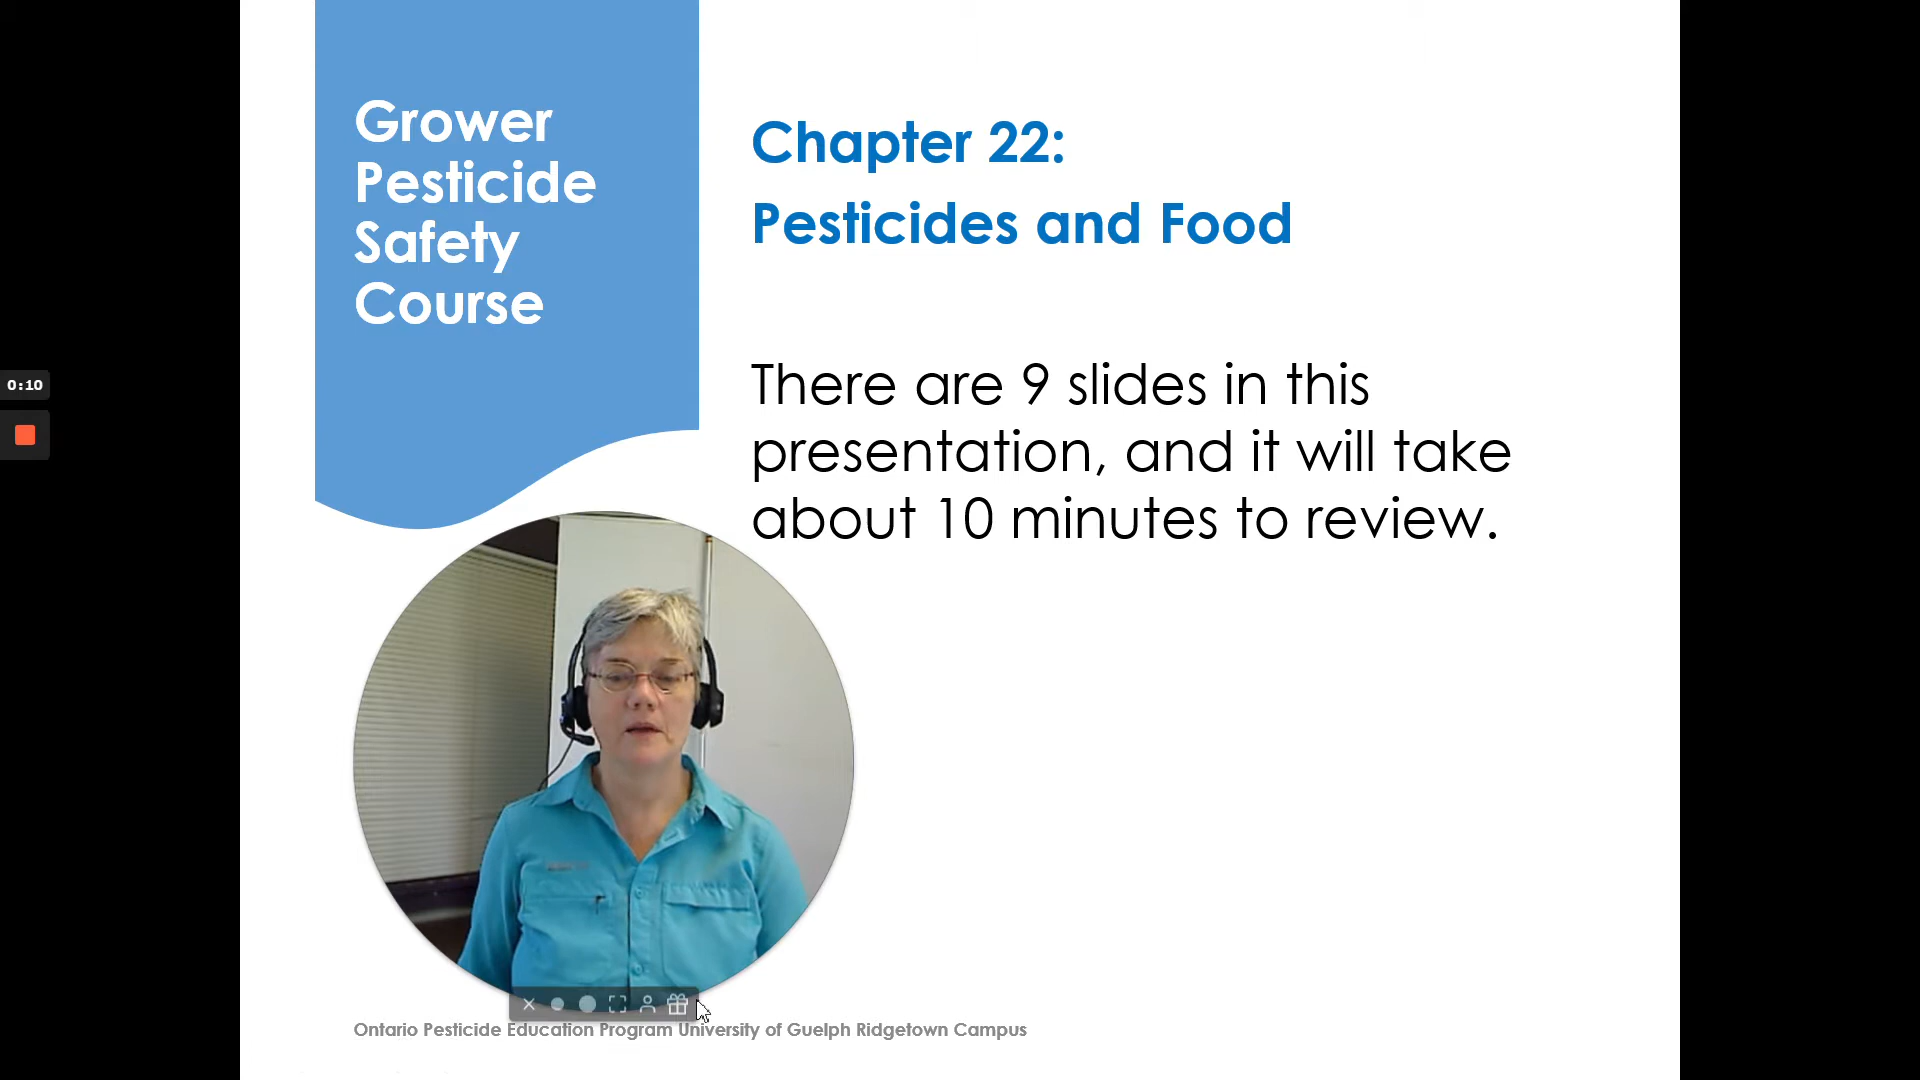 Grower
Pesticide
Safety
Course
Chapter 22:
Pesticides and Food
There are 9 slides in this
presentation, and it will take
about 10 minutes to review.
0:10
Ontario Pesticide Education Program University of Guelph Ridgetown Campus